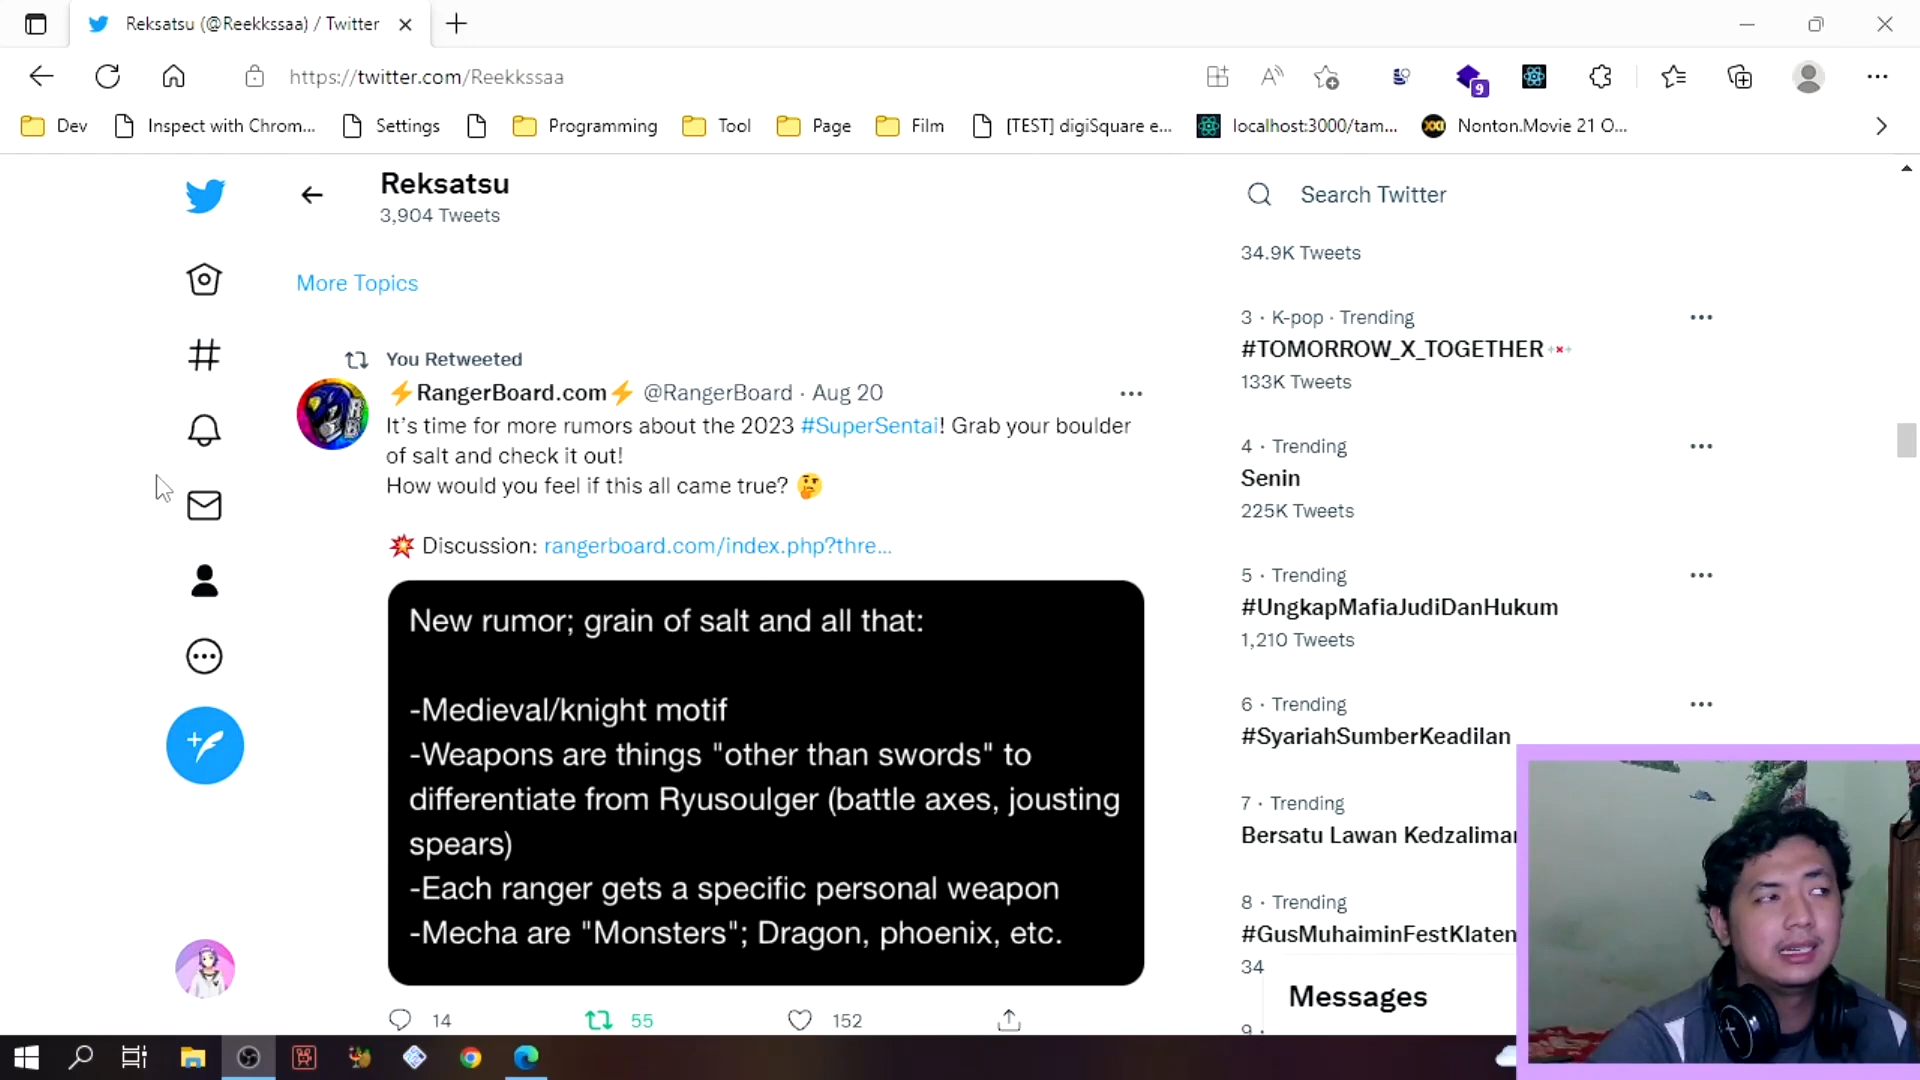 Reksatsu (@Reekkssaa) / Twitter
https://twitter.com/Reekkssaa
9
Dev
Inspect with Chrom...
Settings
Programming
Tool
Page
Film
[TEST] digiSquare e...
localhost:3000/tam...
XXI
Nonton.Movie 21 O...
Reksatsu
3,904 Tweets
More Topics
You Retweeted
⚡RangerBoard.com⚡ @RangerBoard · Aug 20
It's time for more rumors about the 2023 #SuperSentai! Grab your boulder
of salt and check it out!
How would you feel if this all came true? 🤔
💥 Discussion: rangerboard.com/index.php?thre...
New rumor; grain of salt and all that:
-Medieval/knight motif
-Weapons are things "other than swords" to
differentiate from Ryusoulger (battle axes, jousting
spears)
-Each ranger gets a specific personal weapon
-Mecha are "Monsters"; Dragon, phoenix, etc.
14
55
152
Search Twitter
34.9K Tweets
3 · K-pop · Trending
#TOMORROW_X_TOGETHER
133K Tweets
4 · Trending
Senin
225K Tweets
5 · Trending
#UngkapMafiaJudiDanHukum
1,210 Tweets
6 · Trending
#SyariahSumberKeadilan
7 · Trending
Bersatu Lawan Kedzaliman
8 · Trending
#GusMuhaiminFestKlaten
34
Messages
9 ·